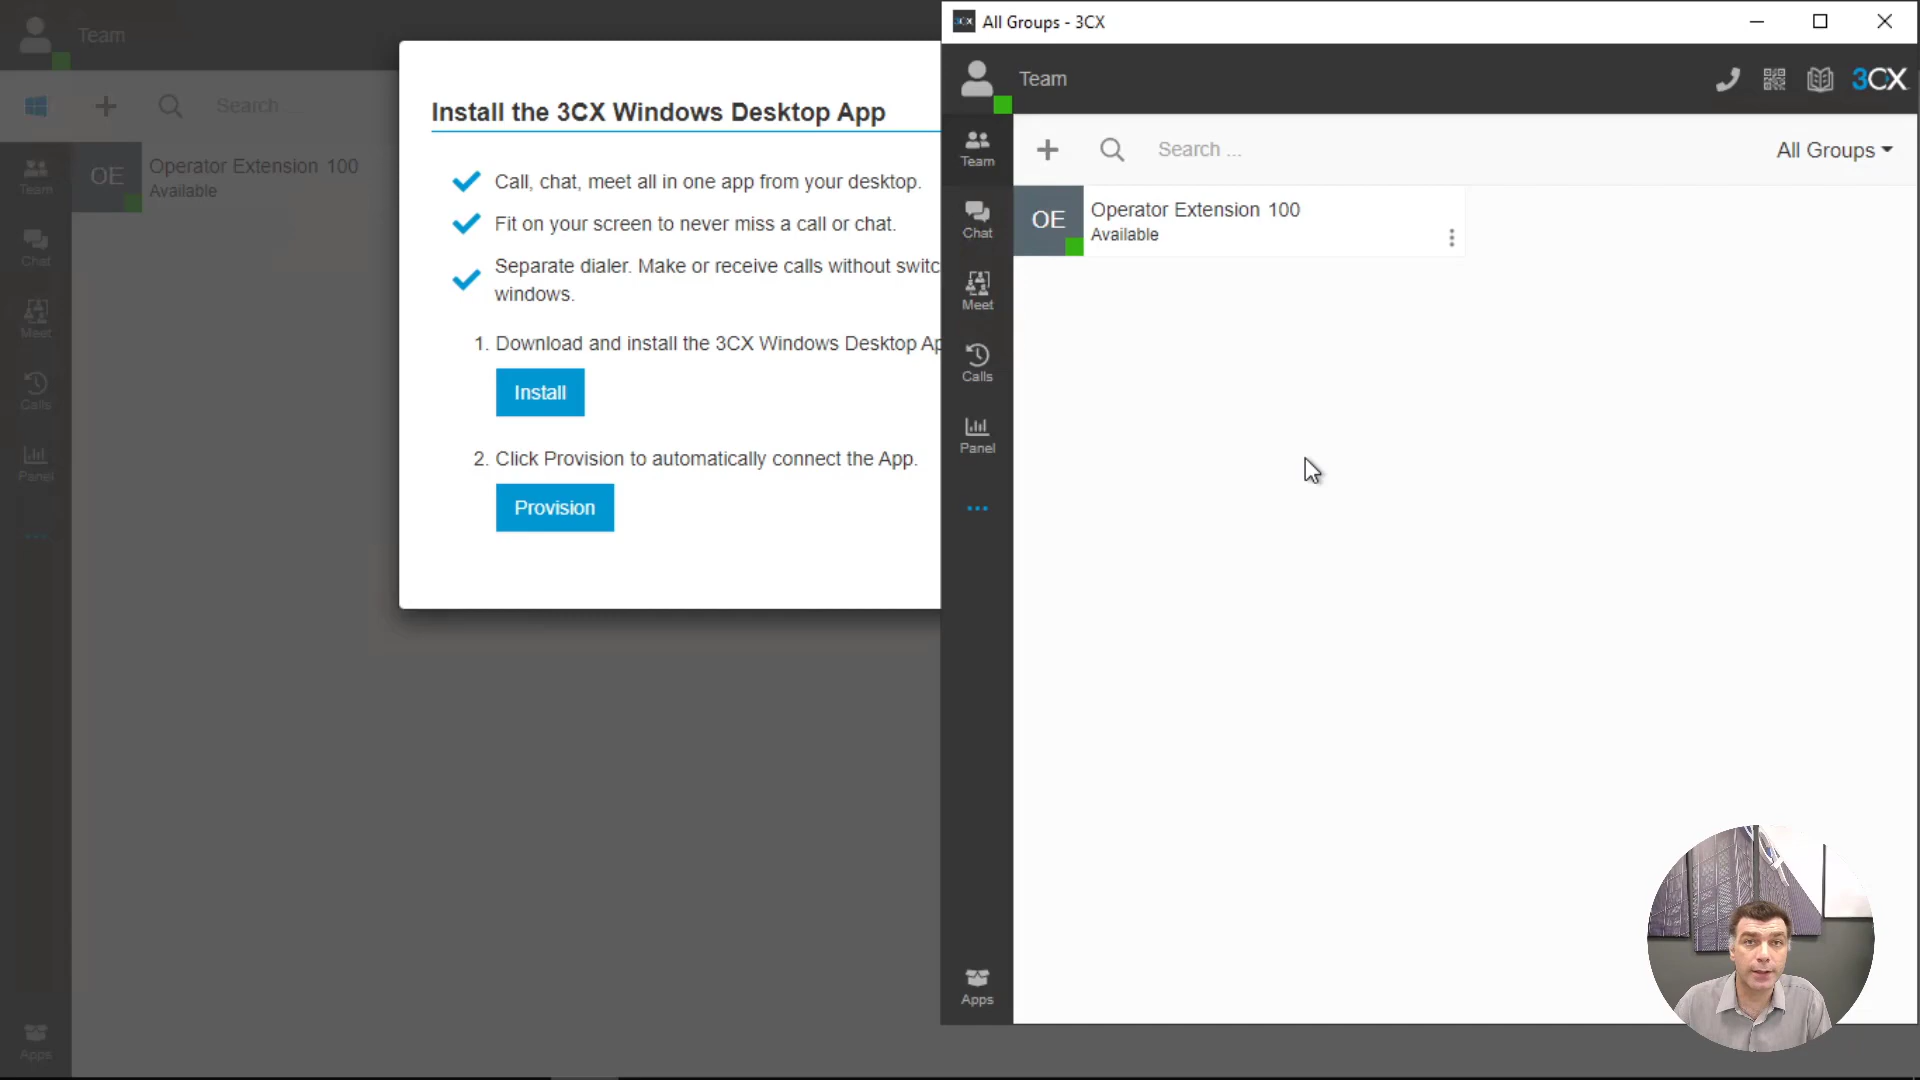 Team
Search ...
OE
Operator Extension 100
Available
Team
Chat
Meet
Calls
Panel
Apps
Install the 3CX Windows Desktop App
Call, chat, meet all in one app from your desktop.
Fit on your screen to never miss a call or chat.
Separate dialer. Make or receive calls without switc
windows.
1. Download and install the 3CX Windows Desktop Ap
Install
2. Click Provision to automatically connect the App.
Provision
3CX All Groups - 3CX
Team
3CX
Team
Chat
Meet
Calls
Panel
Apps
Search ...
All Groups
OE
Operator Extension 100
Available